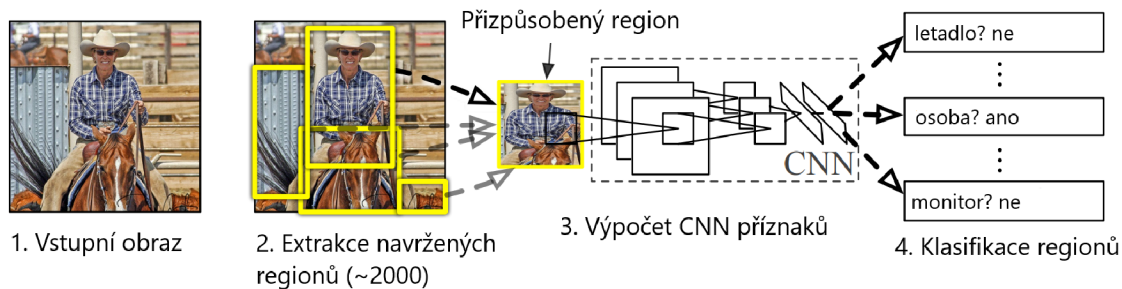 Přizpůsobený region
letadlo? ne
osoba? ano
CNN
monitor? ne
1. Vstupní obraz
2. Extrakce navržených
regionů (~2000)
3. Výpočet CNN příznaků
4. Klasifikace regionů